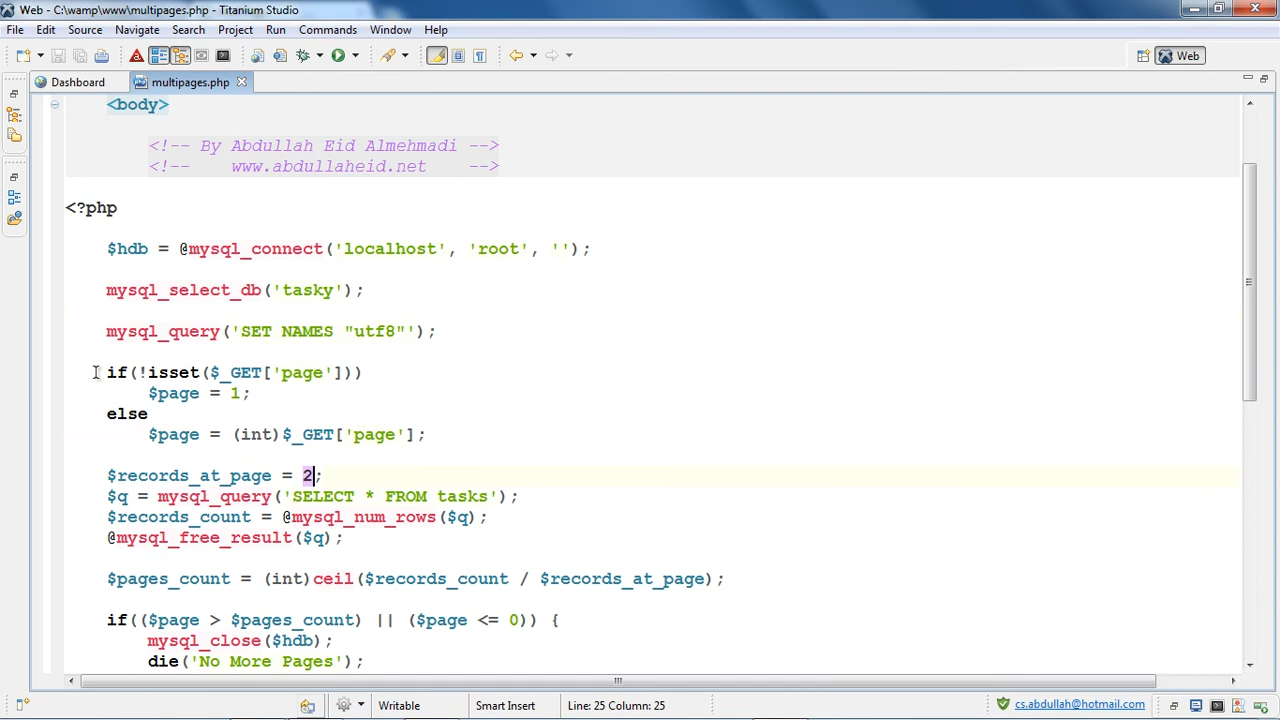 Web - C:\wamp\www\multipages.php - Titanium Studio
File Edit Source Navigate Search Project Run Commands Window Help
Web
Dashboard multipages.php
<body>
<!-- By Abdullah Eid Almehmadi -->
<!--    www.abdullaheid.net    -->
<?php
$hdb = @mysql_connect('localhost', 'root', '');
mysql_select_db('tasky');
mysql_query('SET NAMES "utf8"');
if(!isset($_GET['page']))
$page = 1;
else
$page = (int)$_GET['page'];
$records_at_page = 2;
$q = mysql_query('SELECT * FROM tasks');
$records_count = @mysql_num_rows($q);
@mysql_free_result($q);
$pages_count = (int)ceil($records_count / $records_at_page);
if(($page > $pages_count) || ($page <= 0)) {
mysql_close($hdb);
die('No More Pages');
Writable Smart Insert Line: 25 Column: 25 cs.abdullah@hotmail.com